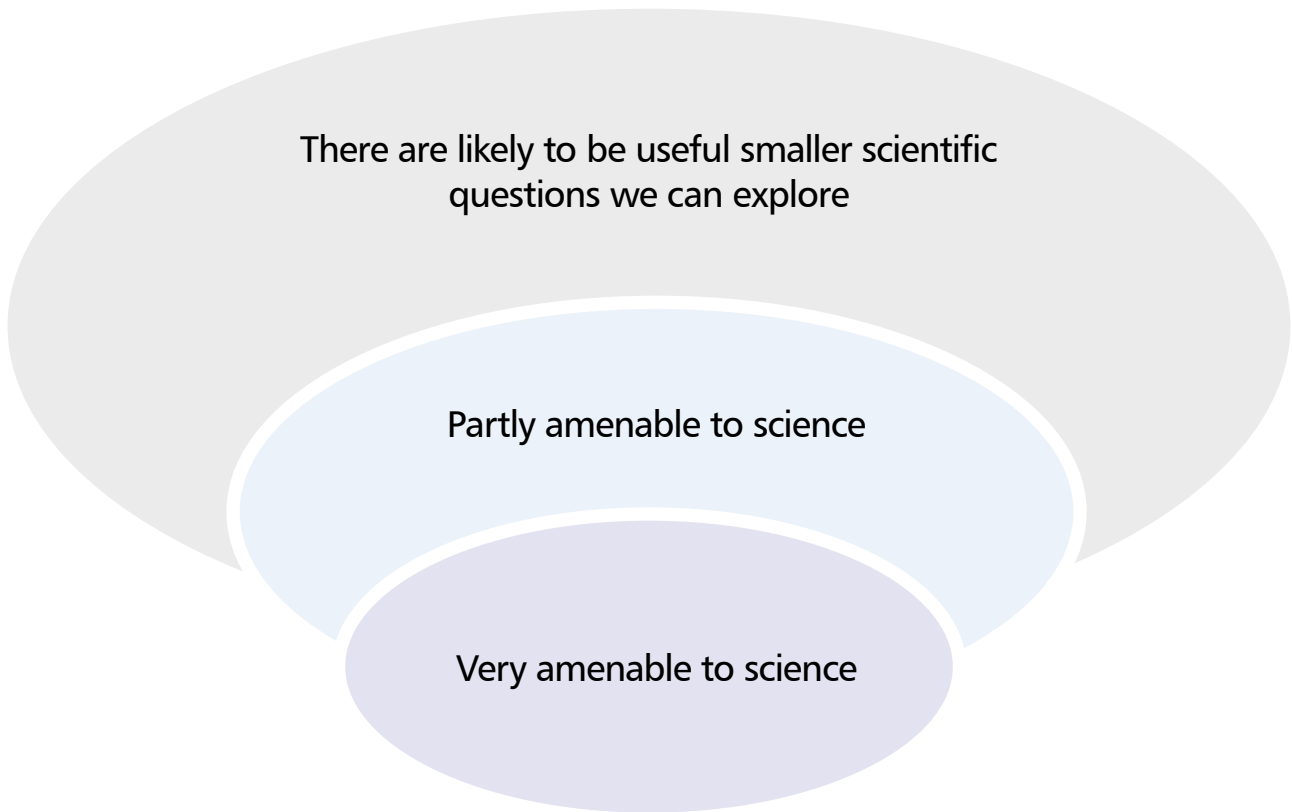 There are likely to be useful smaller scientific
questions we can explore
Partly amenable to science
Very amenable to science